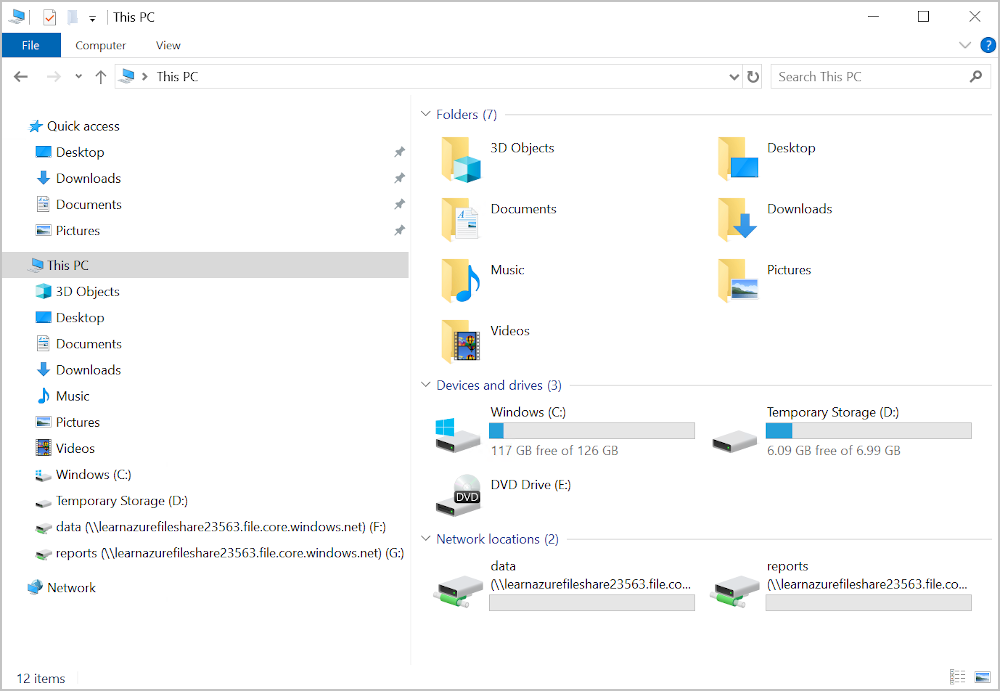 This PC
File Computer View
?
This PC
Search This PC
Quick access
Desktop
Downloads
Documents
Pictures
This PC
3D Objects
Desktop
Documents
Downloads
Music
Pictures
Videos
Windows (C:)
Temporary Storage (D:)
data (\\learnazurefileshare23563.file.core.windows.net) (F:)
reports (\\learnazurefileshare23563.file.core.windows.net) (G:)
Network
Folders (7)
3D Objects
Desktop
Documents
A
Downloads
Music
Pictures
Videos
Devices and drives (3)
Windows (C:)
117 GB free of 126 GB
Temporary Storage (D:)
6.09 GB free of 6.99 GB
DVD Drive (E:)
DVD
Network locations (2)
data
(\\learnazurefileshare23563.file.co...
reports
(\\learnazurefileshare23563.file.co...
12 items